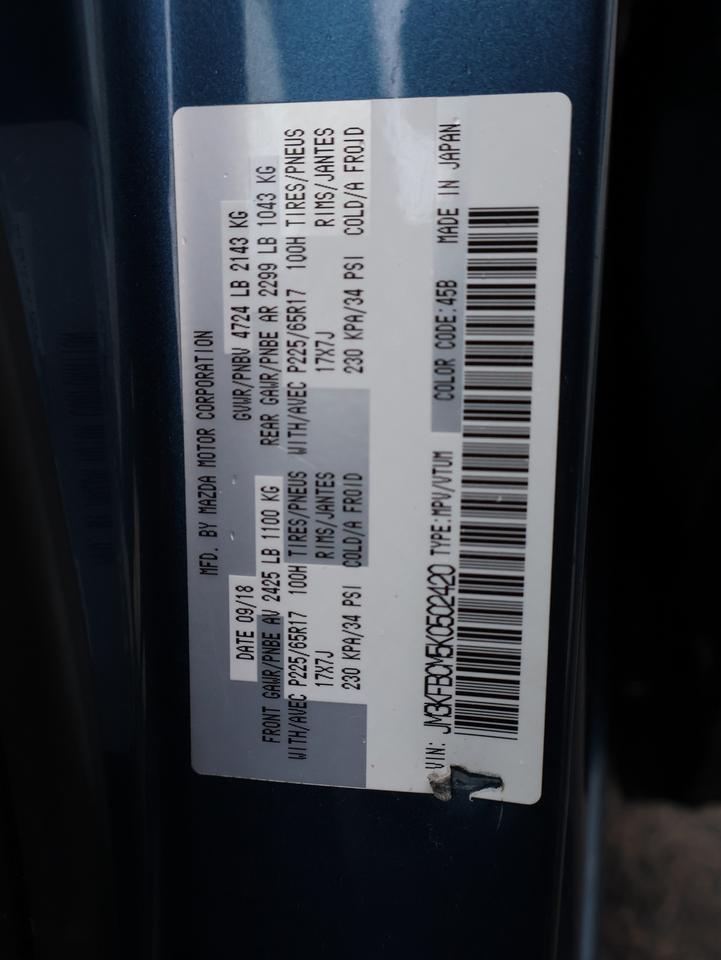 MFD. BY MAZDA MOTOR CORPORATION
DATE 09/18
GVWR/PNBV 4724 LB 2143 KG
FRONT GAWR/PNBE AV 2425 LB 1100 KG
REAR GAWR/PNBE AR 2299 LB 1043 KG
WITH/AVEC P225/65R17 100H TIRES/PNEUS
WITH/AVEC P225/65R17 100H TIRES/PNEUS
17X7J RIMS/JANTES
17X7J RIMS/JANTES
230 KPA/34 PSI COLD/A FROID
230 KPA/34 PSI COLD/A FROID
VIN: JM3KFBCM5K0502420 TYPE:MPV/VTUM COLOR CODE:45B MADE IN JAPAN